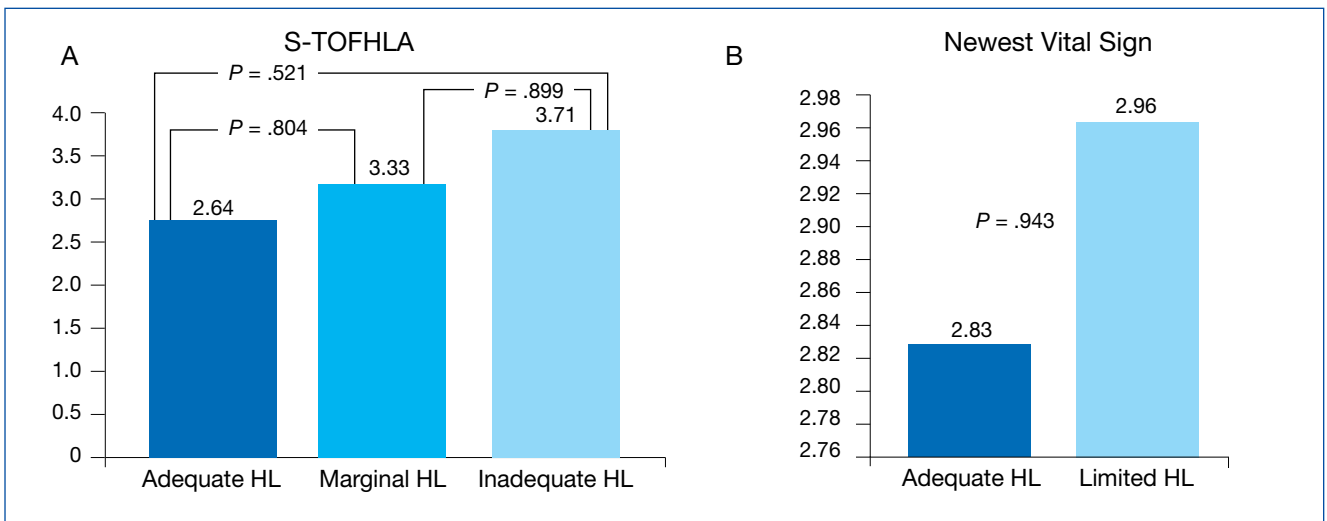 A
S-TOFHLA
P = .521
P = .899
3.71
P = .804
3.33
2.64
4.0
3.5
3.0
2.5
2.0
1.5
1.0
0.5
0
Adequate HL
Marginal HL
Inadequate HL
B
Newest Vital Sign
2.98
2.96
2.94
2.92
2.90
2.88
2.86
2.84
2.82
2.80
2.78
2.76
2.96
P = .943
2.83
Adequate HL
Limited HL